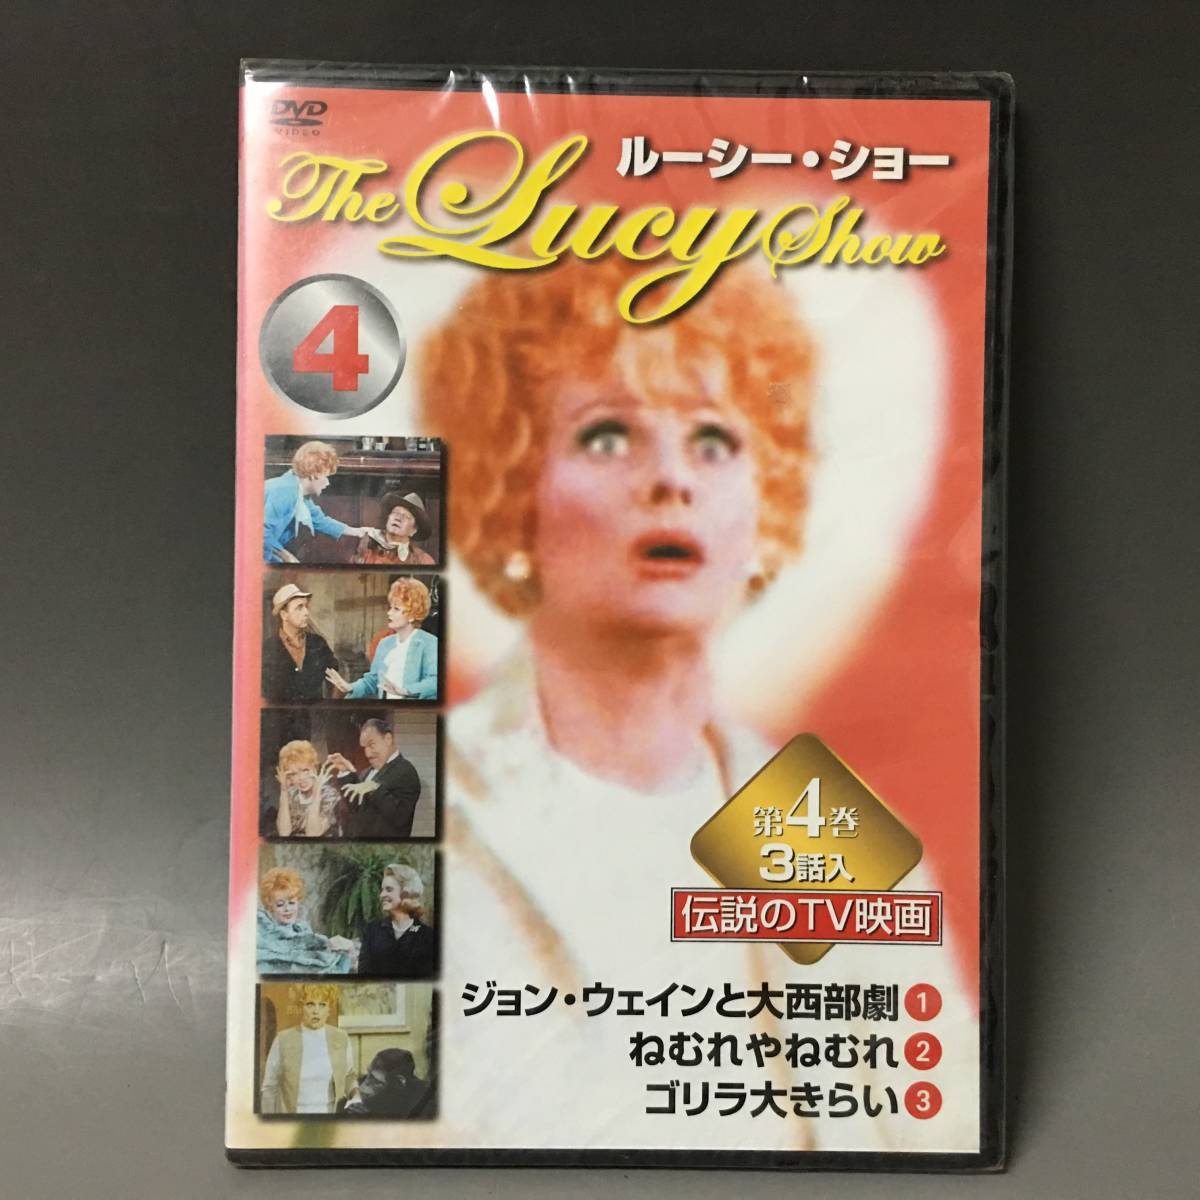 DVD
VIDEO
ルーシー・ショー
The Lucy Show
4
第4巻
3話入
伝説のTV映画
ジョン・ウェインと大西部劇1
ねむれやねむれ2
ゴリラ大きらい3